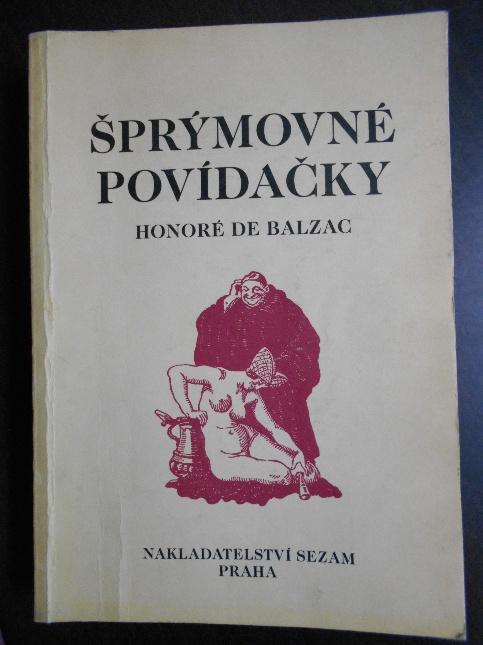 ŠPRÝMOVNÉ
POVÍDAČKY
HONORÉ DE BALZAC
NAKLADATELSTVÍ SEZAM
PRAHA